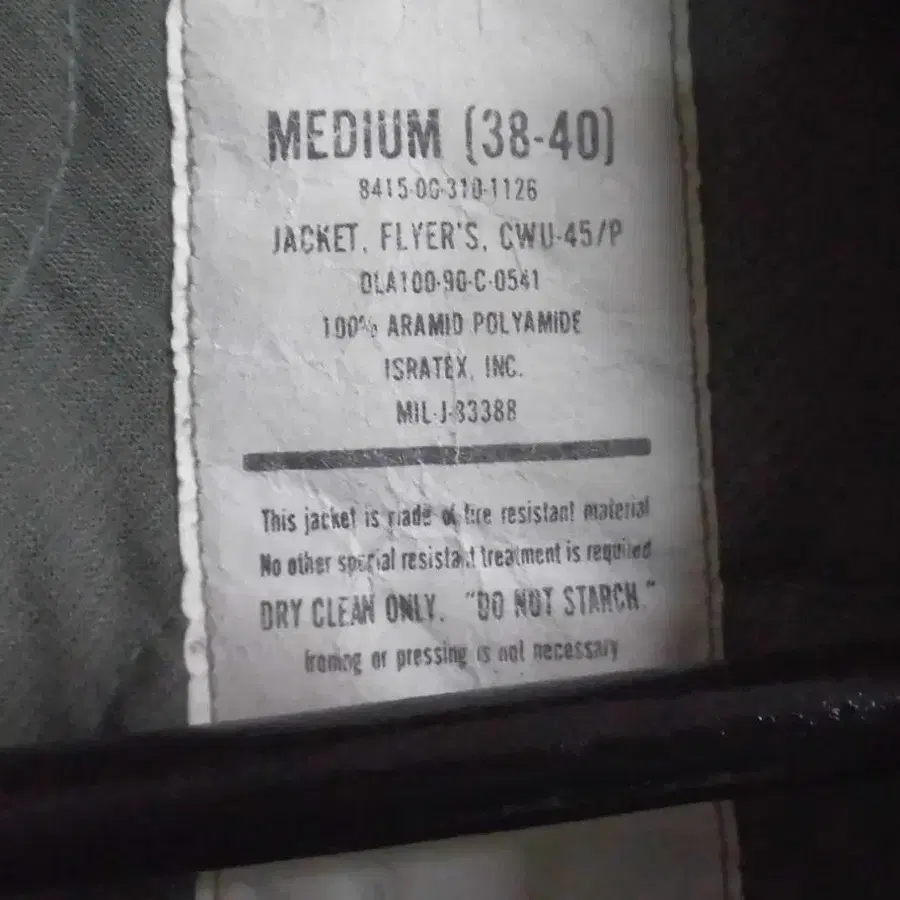 MEDIUM (38-40)
8415-00-310-1126
JACKET, FLYER'S, CWU-45/P
DLA100-90-C-0541
100% ARAMID POLYAMIDE
ISRATEX, INC.
MIL-J-83388
This jacket is made of fire resistant material
No other special resistant treatment is required
DRY CLEAN ONLY. "DO NOT STARCH."
Ironing or pressing is not necessary